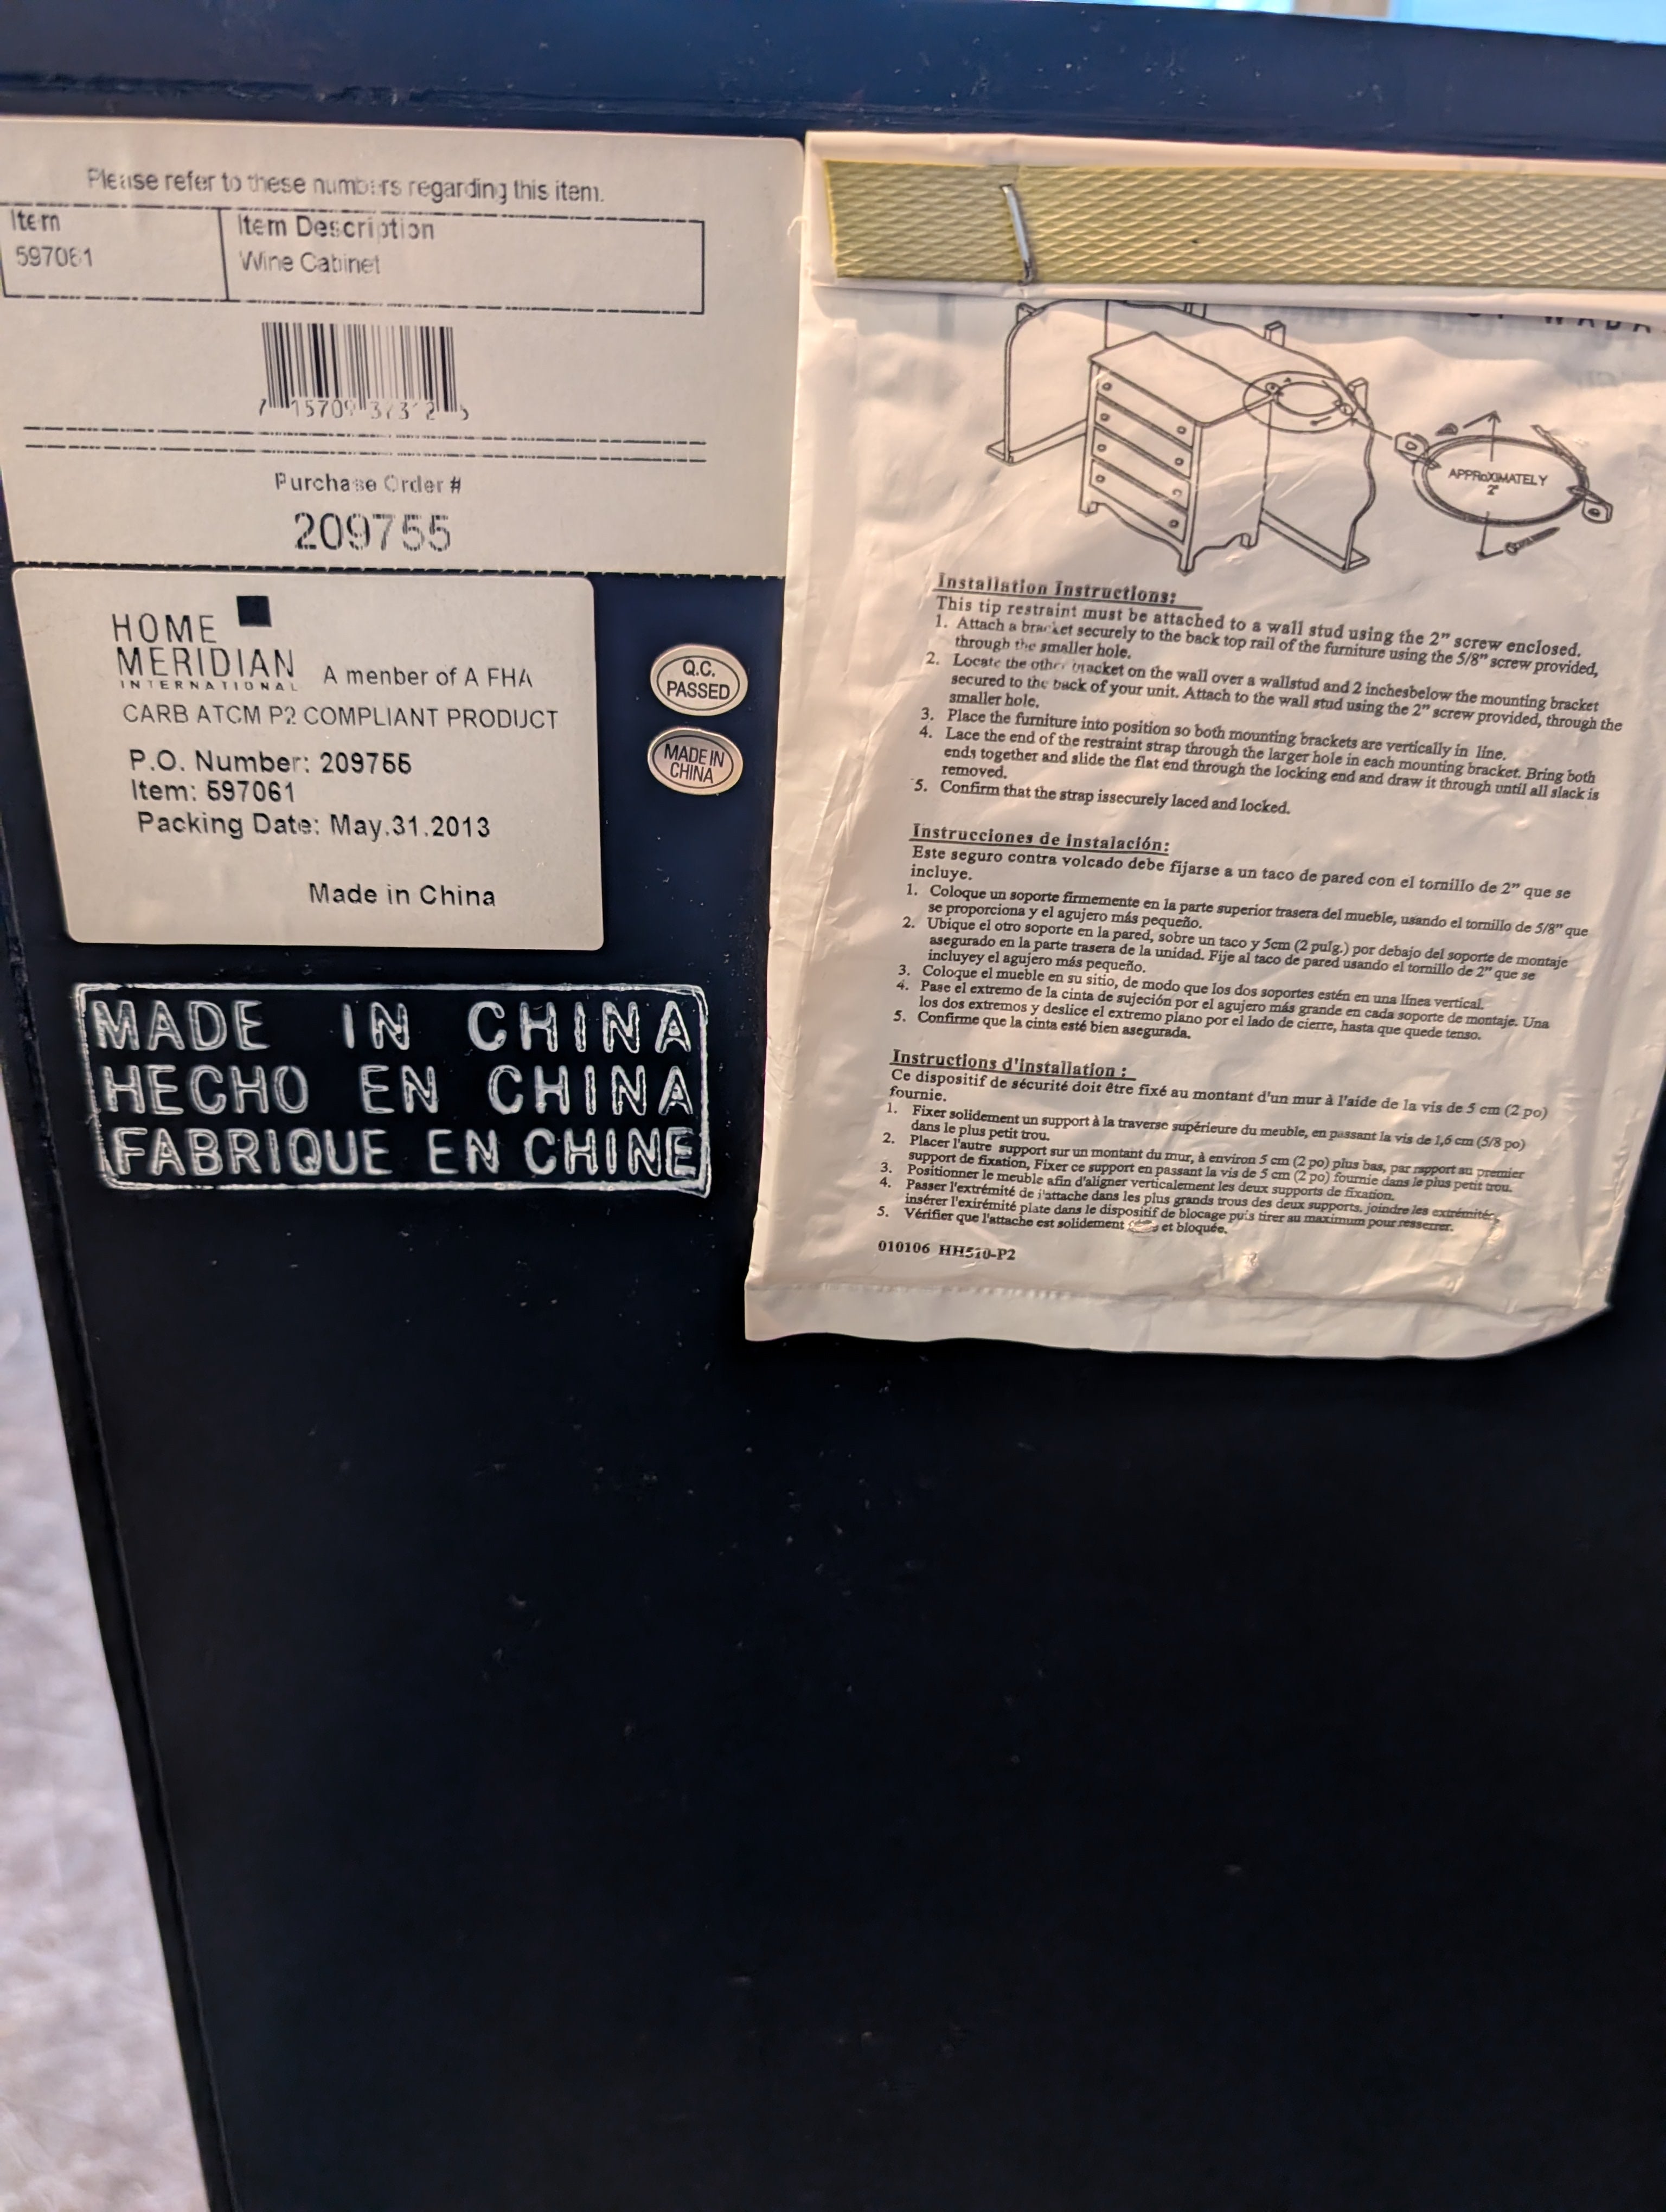 Please refer to these numbers regarding this item.
Item Item Description
597061 Wine Cabinet
Purchase Order #
209755
HOME
MERIDIAN
INTERNATIONAL
A menber of A FHA
CARB ATCM P2 COMPLIANT PRODUCT
P.O. Number: 209755
Item: 597061
Packing Date: May.31.2013
Made in China
Q.C.
PASSED
MADE IN
CHINA
MADE IN CHINA
HECHO EN CHINA
FABRIQUE EN CHINE
APPROXIMATELY
2"
Installation Instructions:
This tip restraint must be attached to a wall stud using the 2" screw enclosed.
1. Attach a bracket securely to the back top rail of the furniture using the 5/8" screw provided,
through the smaller hole.
2. Locate the other bracket on the wall over a wallstud and 2 inchesbelow the mounting bracket
secured to the back of your unit. Attach to the wall stud using the 2" screw provided, through the
smaller hole.
3. Place the furniture into position so both mounting brackets are vertically in line.
4. Lace the end of the restraint strap through the larger hole in each mounting bracket. Bring both
ends together and slide the flat end through the locking end and draw it through until all slack is
removed.
5. Confirm that the strap issecurely laced and locked.
Instrucciones de instalación:
Este seguro contra volcado debe fijarse a un taco de pared con el tornillo de 2" que se
incluye.
1. Coloque un soporte firmemente en la parte superior trasera del mueble, usando el tornillo de 5/8" que
se proporciona y el agujero más pequeño.
2. Ubique el otro soporte en la pared, sobre un taco y 5cm (2 pulg.) por debajo del soporte de montaje
asegurado en la parte trasera de la unidad. Fije al taco de pared usando el tornillo de 2" que se
incluyey el agujero más pequeño.
3. Coloque el mueble en su sitio, de modo que los dos soportes estén en una línea vertical.
4. Pase el extremo de la cinta de sujeción por el agujero más grande en cada soporte de montaje. Una
los dos extremos y deslice el extremo plano por el lado de cierre, hasta que quede tenso.
5. Confirme que la cinta esté bien asegurada.
Instructions d'installation :
Ce dispositif de sécurité doit être fixé au montant d'un mur à l'aide de la vis de 5 cm (2 po)
fournie.
1. Fixer solidement un support à la traverse supérieure du meuble, en passant la vis de 1,6 cm (5/8 po)
dans le plus petit trou.
2. Placer l'autre support sur un montant du mur, à environ 5 cm (2 po) plus bas, par rapport au premier
support de fixation, Fixer ce support en passant la vis de 5 cm (2 po) fournie dans le plus petit trou.
3. Positionner le meuble afin d'aligner verticalement les deux supports de fixation.
4. Passer l'extrémité de l'attache dans les plus grands trous des deux supports. joindre les extrémités,
insérer l'exirémité plate dans le dispositif de blocage puis tirer au maximum pour resserrer.
5. Vérifier que l'attache est solidement et bloquée.
010106 HH510-P2